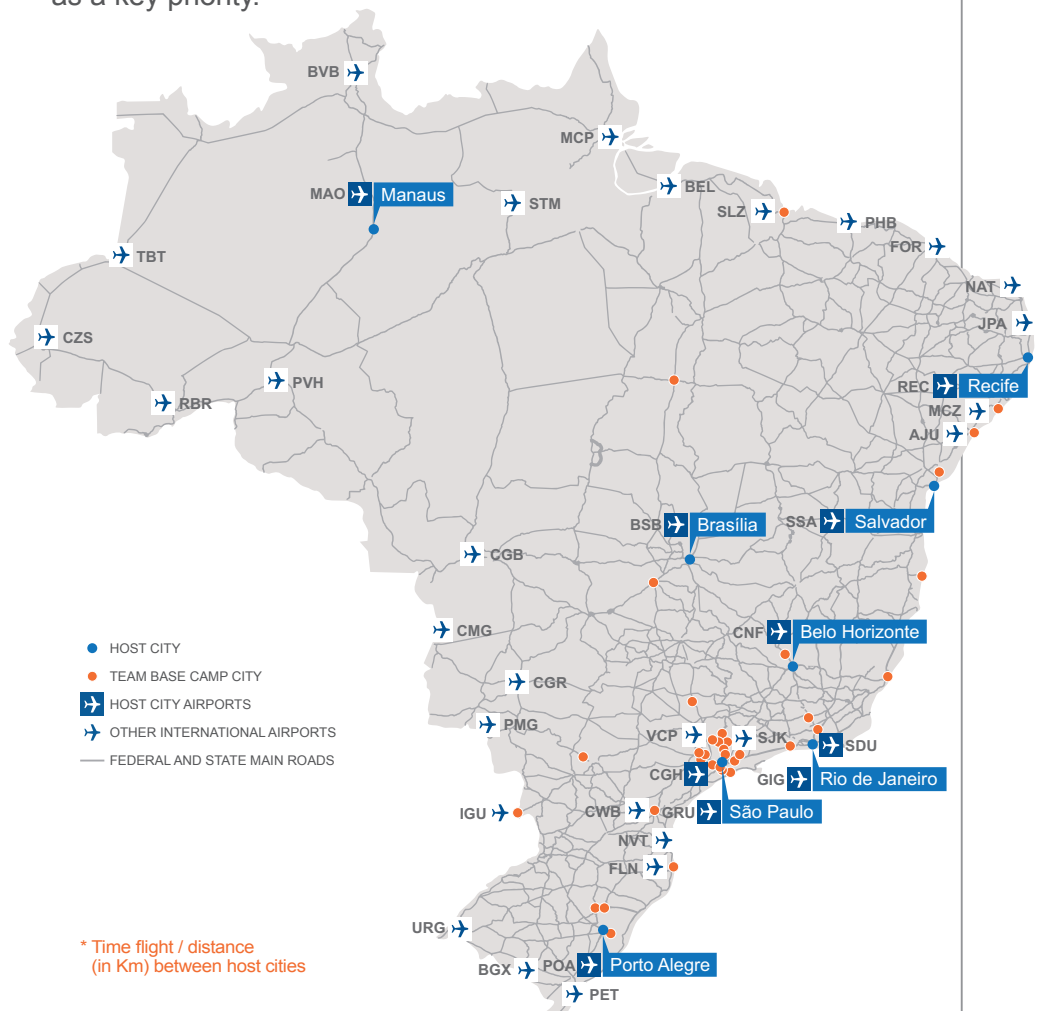 as a key priority.
BVB
MCP
MAO Manaus
STM
BEL
SLZ
PHB
FOR
TBT
NAT
JPA
CZS
PVH
REC Recife
RBR
MCZ
AJU
BSB Brasília
SSA Salvador
CGB
CMG
CNF Belo Horizonte
HOST CITY
TEAM BASE CAMP CITY
HOST CITY AIRPORTS
OTHER INTERNATIONAL AIRPORTS
FEDERAL AND STATE MAIN ROADS
CGR
PMG
VCP
SJK
SDU
CGH
GIG Rio de Janeiro
IGU
CWB
GRU São Paulo
NVT
FLN
URG
* Time flight / distance
(in Km) between host cities
BGX
POA Porto Alegre
PET